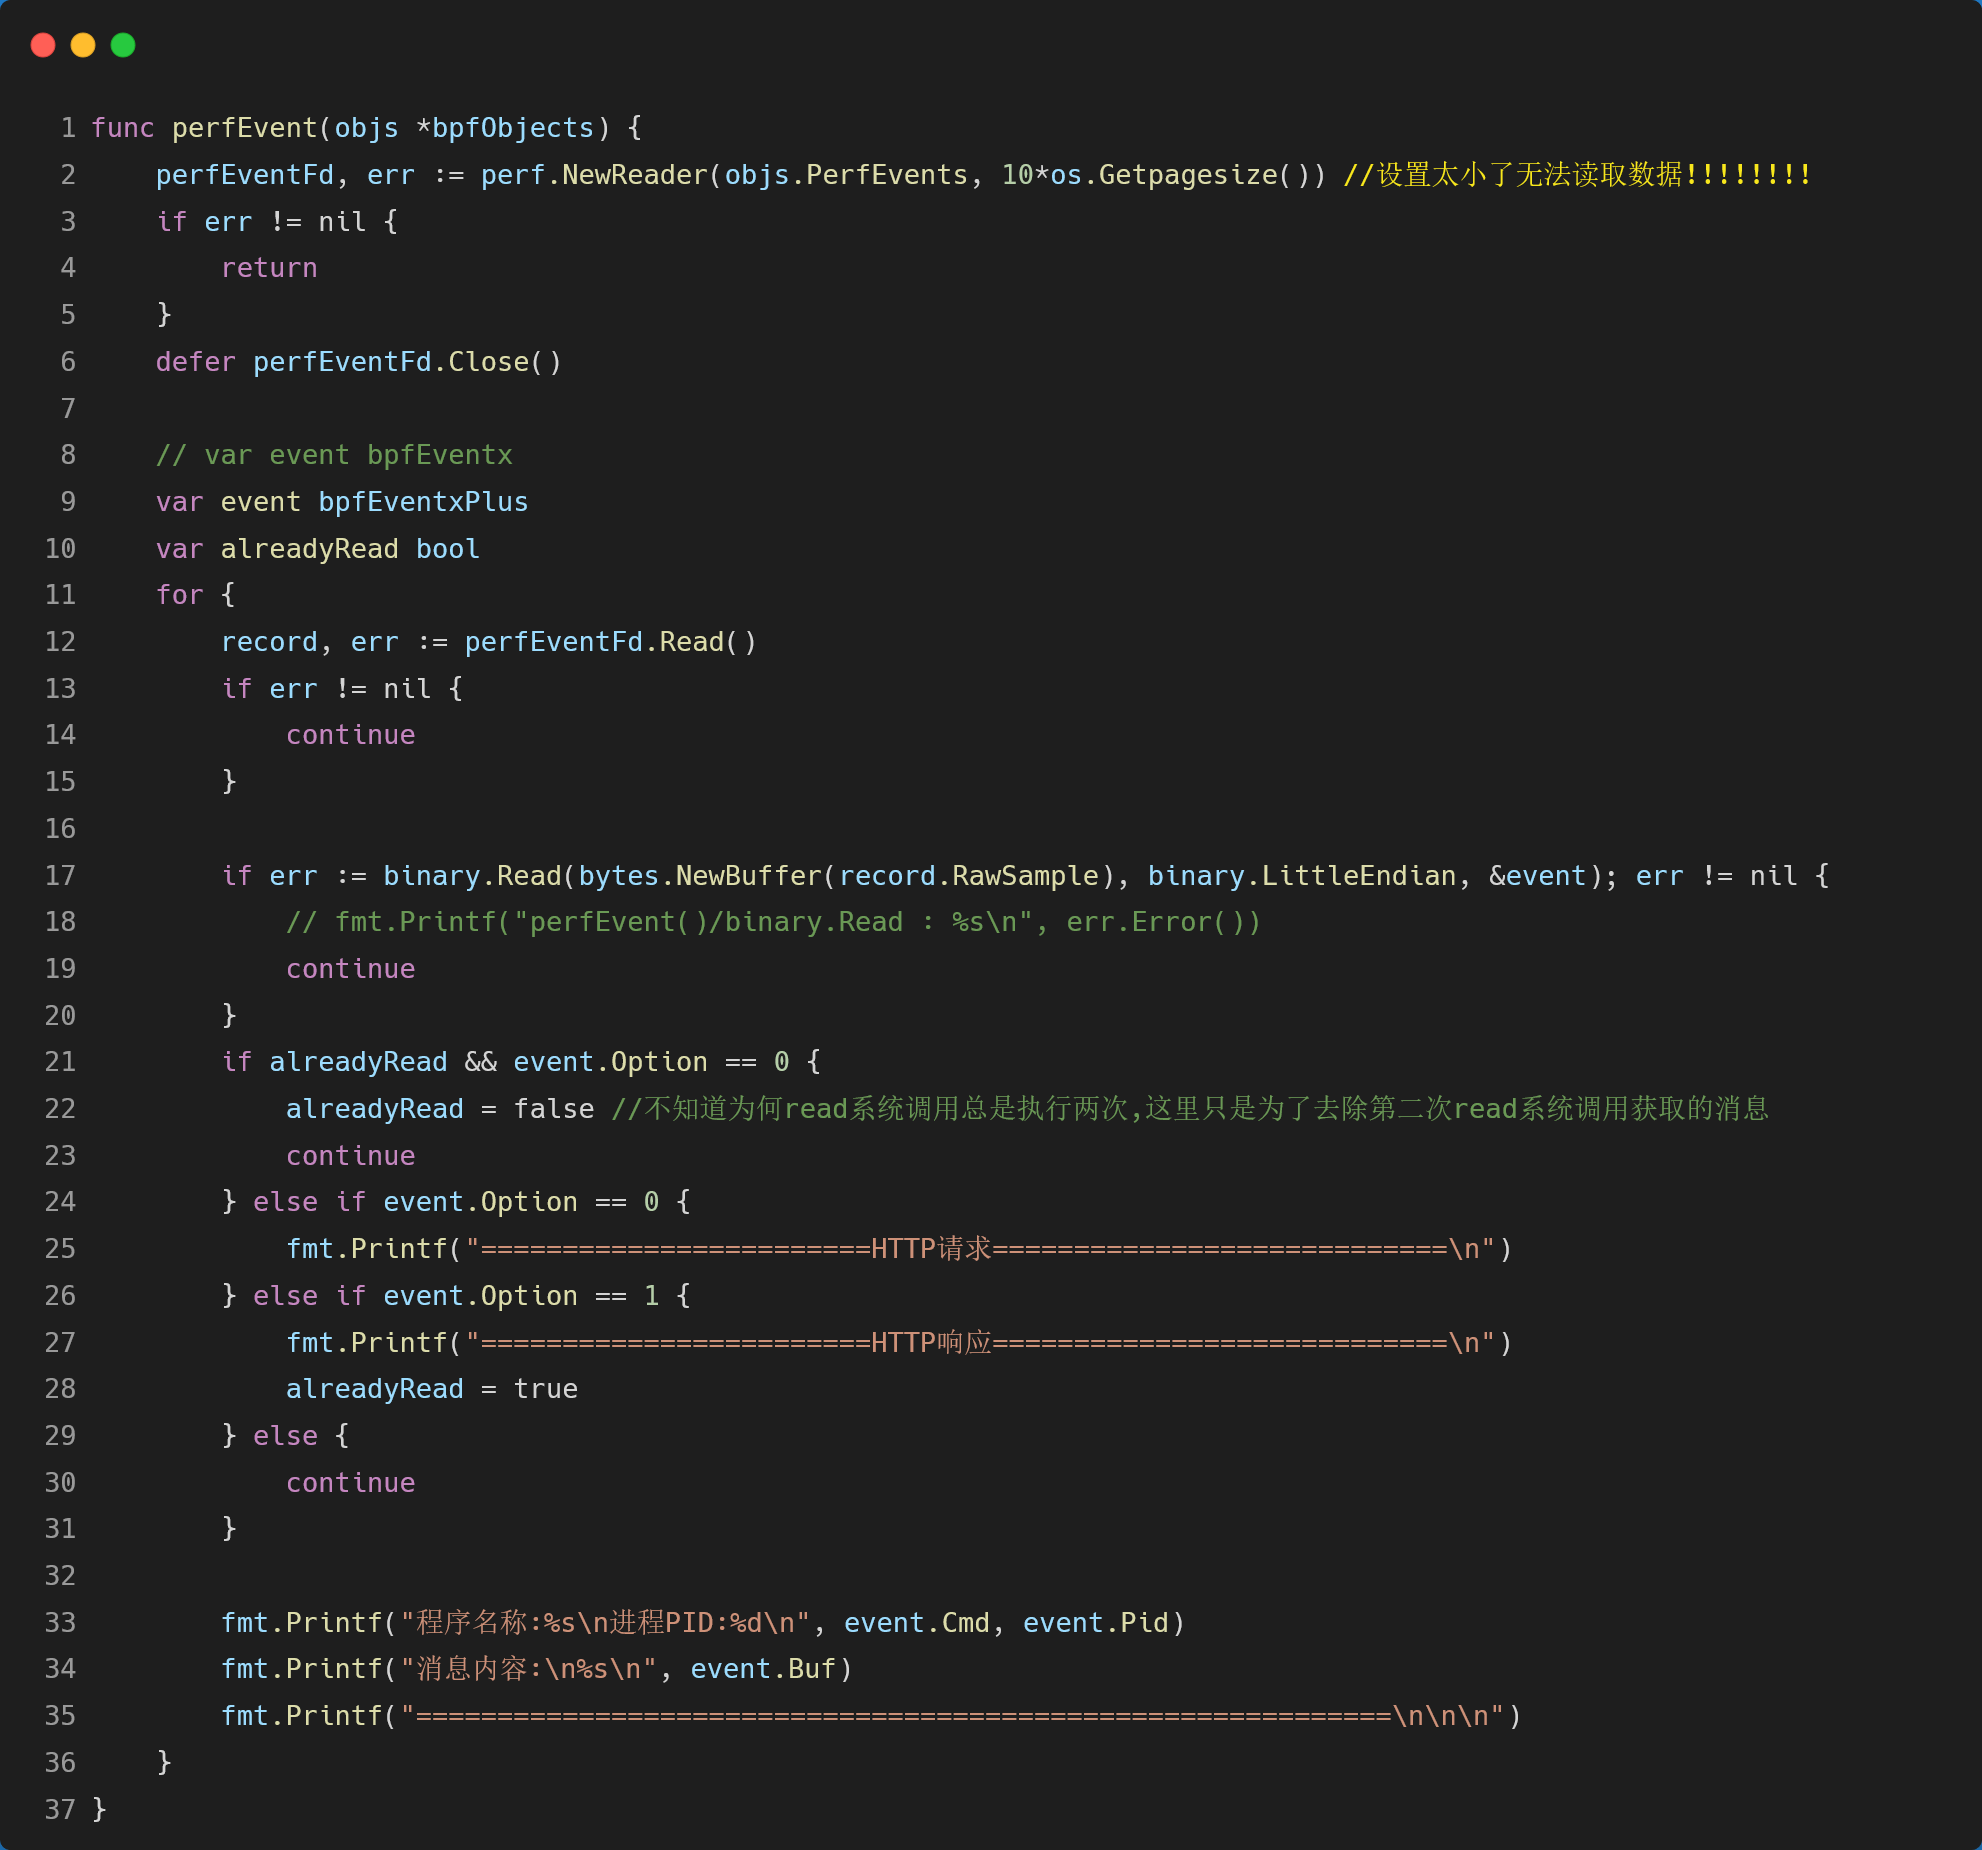 1 func perfEvent(objs *bpfObjects) {
2     perfEventFd, err := perf.NewReader(objs.PerfEvents, 10*os.Getpagesize()) //设置太小了无法读取数据!!!!!!!!
3     if err != nil {
4         return
5     }
6     defer perfEventFd.Close()
7
8     // var event bpfEventx
9     var event bpfEventxPlus
10     var alreadyRead bool
11     for {
12         record, err := perfEventFd.Read()
13         if err != nil {
14             continue
15         }
16
17         if err := binary.Read(bytes.NewBuffer(record.RawSample), binary.LittleEndian, &event); err != nil {
18             // fmt.Printf("perfEvent()/binary.Read : %s\n", err.Error())
19             continue
20         }
21         if alreadyRead && event.Option == 0 {
22             alreadyRead = false //不知道为何read系统调用总是执行两次,这里只是为了去除第二次read系统调用获取的消息
23             continue
24         } else if event.Option == 0 {
25             fmt.Printf("========================HTTP请求============================\n")
26         } else if event.Option == 1 {
27             fmt.Printf("========================HTTP响应============================\n")
28             alreadyRead = true
29         } else {
30             continue
31         }
32
33         fmt.Printf("程序名称:%s\n进程PID:%d\n", event.Cmd, event.Pid)
34         fmt.Printf("消息内容:\n%s\n", event.Buf)
35         fmt.Printf("============================================================\n\n\n")
36     }
37 }